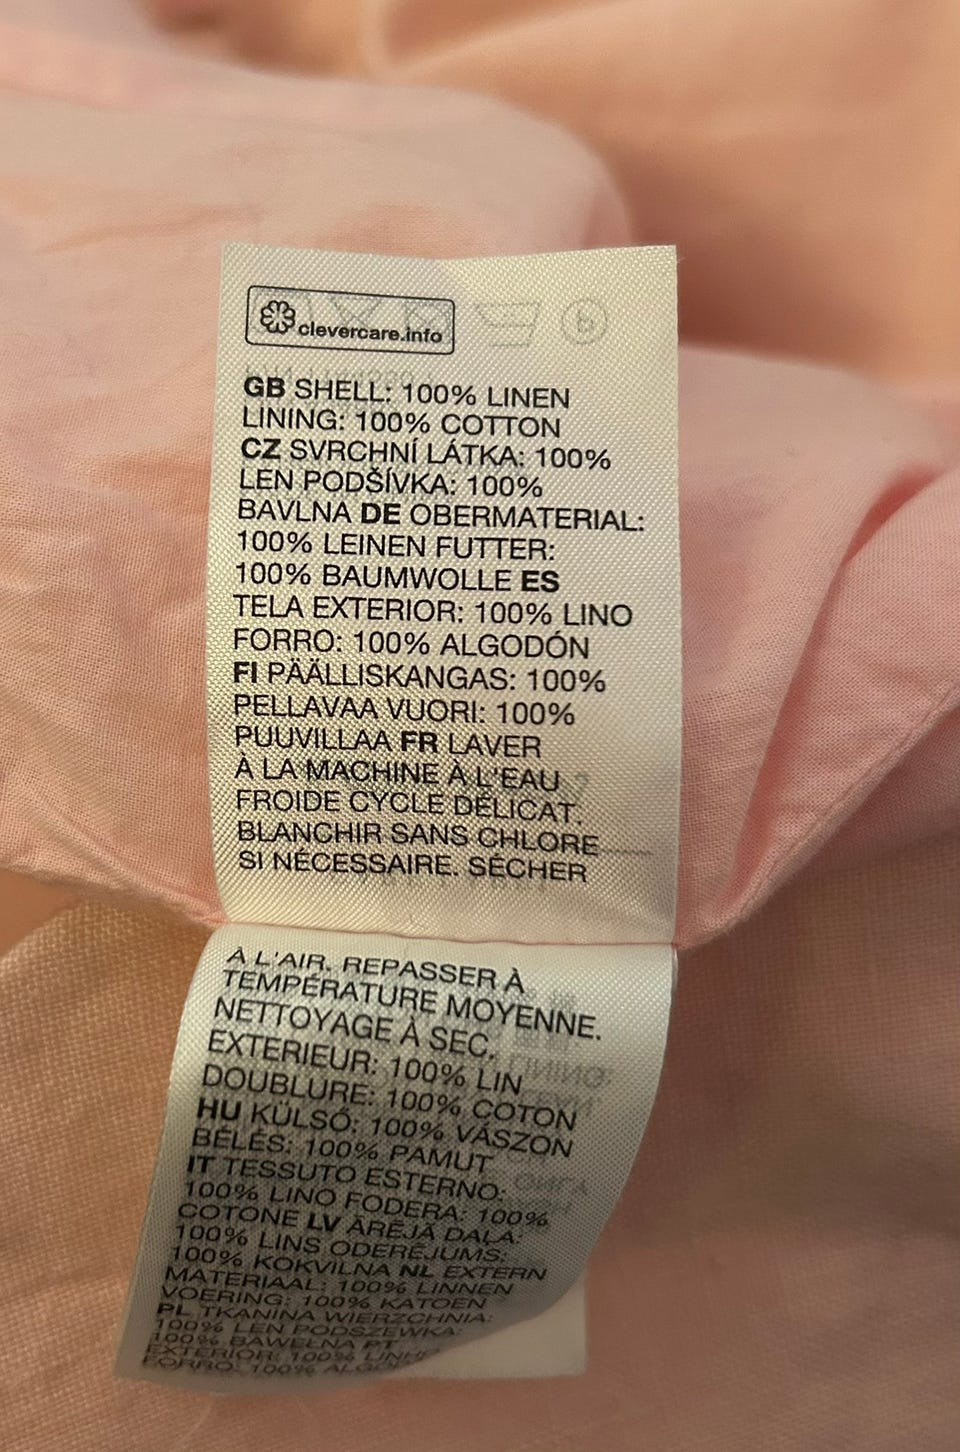 clevercare.info
GB SHELL: 100% LINEN
LINING: 100% COTTON
CZ SVRCHNÍ LÁTKA: 100%
LEN PODŠÍVKA: 100%
BAVLNA DE OBERMATERIAL:
100% LEINEN FUTTER:
100% BAUMWOLLE ES
TELA EXTERIOR: 100% LINO
FORRO: 100% ALGODÓN
FI PÄÄLLISKANGAS: 100%
PELLAVAA VUORI: 100%
PUUVILLAA FR LAVER
À LA MACHINE À L'EAU
FROIDE CYCLE DÉLICAT.
BLANCHIR SANS CHLORE
SI NÉCESSAIRE. SÉCHER
À L'AIR. REPASSER À
TEMPÉRATURE MOYENNE.
NETTOYAGE À SEC.
EXTERIEUR: 100% LIN
DOUBLURE: 100% COTON
HU KÜLSŐ: 100% VÁSZON
BÉLÉS: 100% PAMUT
IT TESSUTO ESTERNO:
100% LINO FODERA: 100%
COTONE LV ĀRĒJĀ DAĻA:
100% LINS ODERĒJUMS:
100% KOKVILNA NL EXTERN
MATERIAAL: 100% LINNEN
VOERING: 100% KATOEN
PL TKANINA WIERZCHNIA:
100% LEN PODSZEWKA:
100% BAWEŁNA PT
EXTERIOR: 100% LINHO
FORRO: 100%